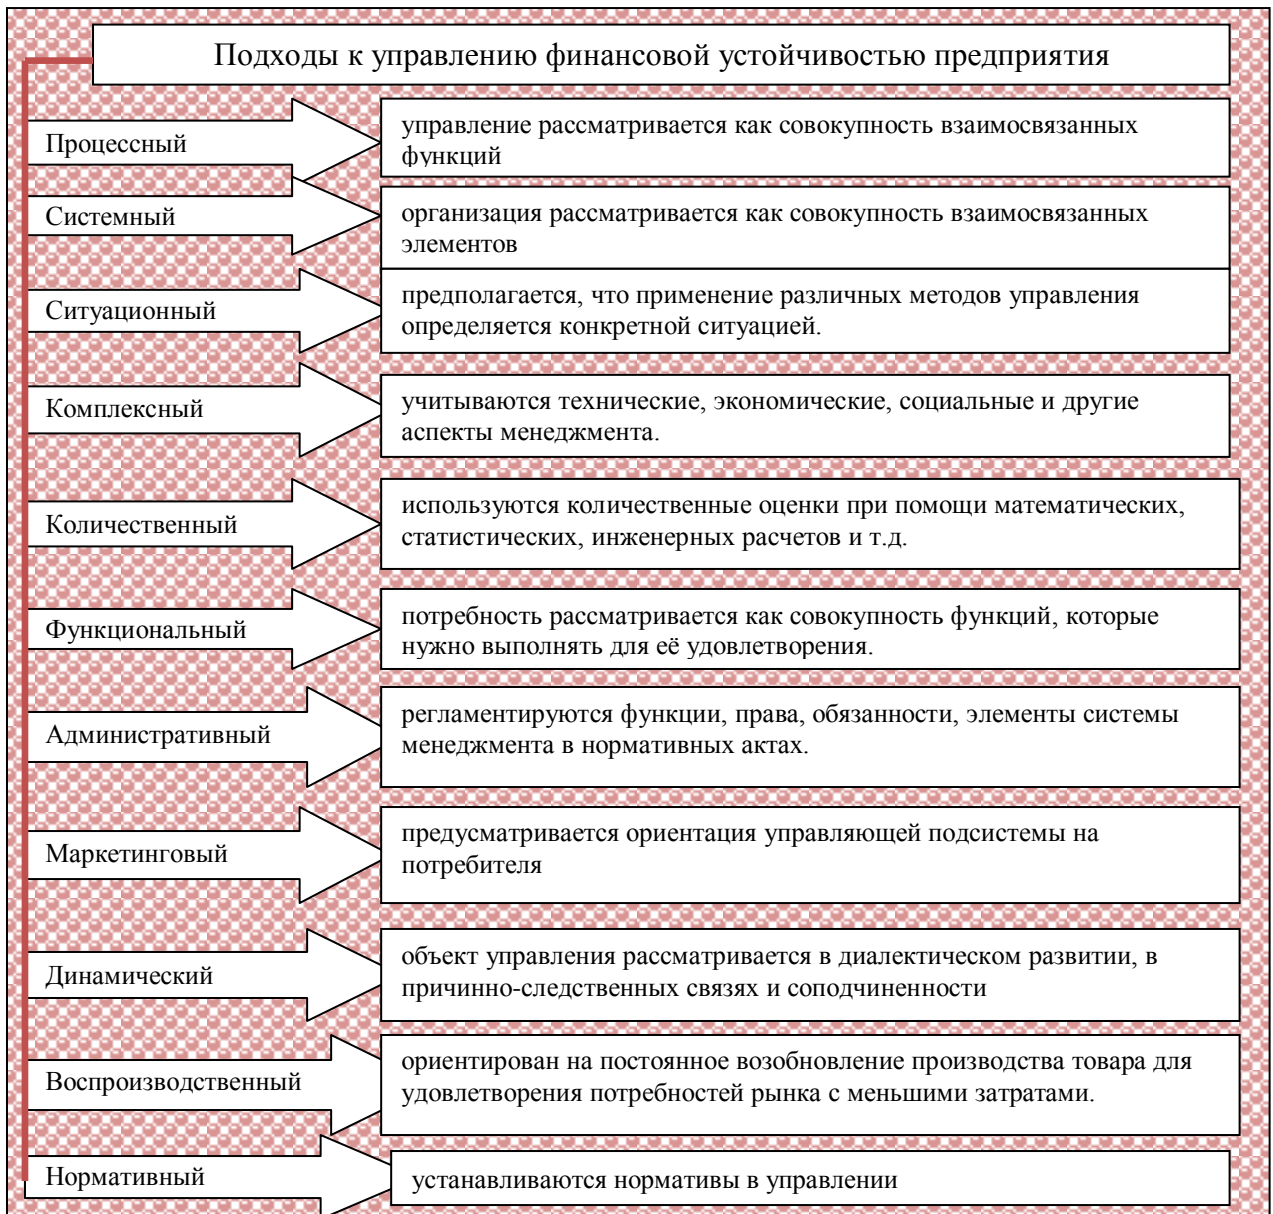 Подходы к управлению финансовой устойчивостью предприятия
Процессный
управление рассматривается как совокупность взаимосвязанных
функций
Системный
организация рассматривается как совокупность взаимосвязанных
элементов
Ситуационный
предполагается, что применение различных методов управления
определяется конкретной ситуацией.
Комплексный
учитываются технические, экономические, социальные и другие
аспекты менеджмента.
Количественный
используются количественные оценки при помощи математических,
статистических, инженерных расчетов и т.д.
Функциональный
потребность рассматривается как совокупность функций, которые
нужно выполнять для её удовлетворения.
Административный
регламентируются функции, права, обязанности, элементы системы
менеджмента в нормативных актах.
Маркетинговый
предусматривается ориентация управляющей подсистемы на
потребителя
Динамический
объект управления рассматривается в диалектическом развитии, в
причинно-следственных связях и соподчиненности
Воспроизводственный
ориентирован на постоянное возобновление производства товара для
удовлетворения потребностей рынка с меньшими затратами.
Нормативный
устанавливаются нормативы в управлении